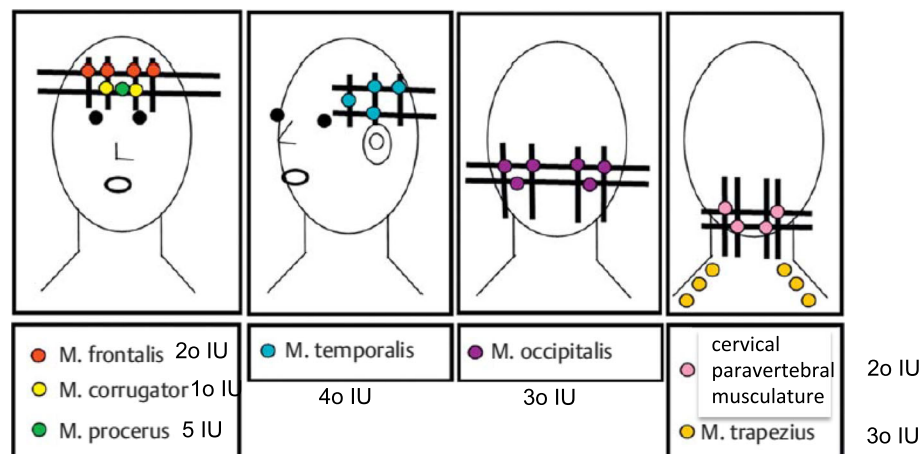 M. frontalis 2o IU
M. corrugator 1o IU
M. procerus 5 IU
M. temporalis
4o IU
M. occipitalis
3o IU
cervical
paravertebral
musculature
2o IU
M. trapezius
3o IU